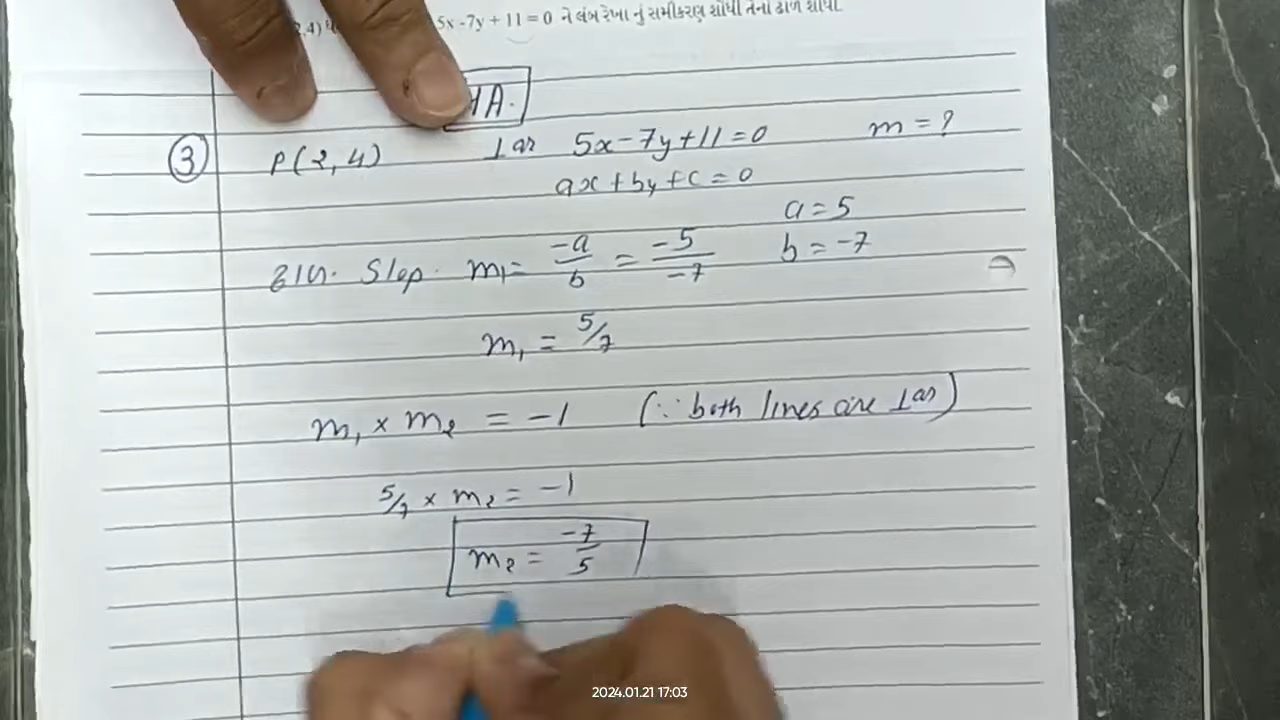 ,4) 5x -7y + 11 = 0 ને લંબ રેખા નું સમીકરણ શોધી તેનો ઢાળ શોધો.
A.
③ P(2,4) ⊥ar 5x-7y+11=0 m=?
ax+by+c=0
a=5
ઢાળ. Slop. m₁= -a/b = -5/-7 b=-7
m₁ = 5/7
m₁ × m₂ = -1 (∵ both lines are ⊥ar)
5/7 × m₂ = -1
m₂ = -7/5
2024.01.21 17:03